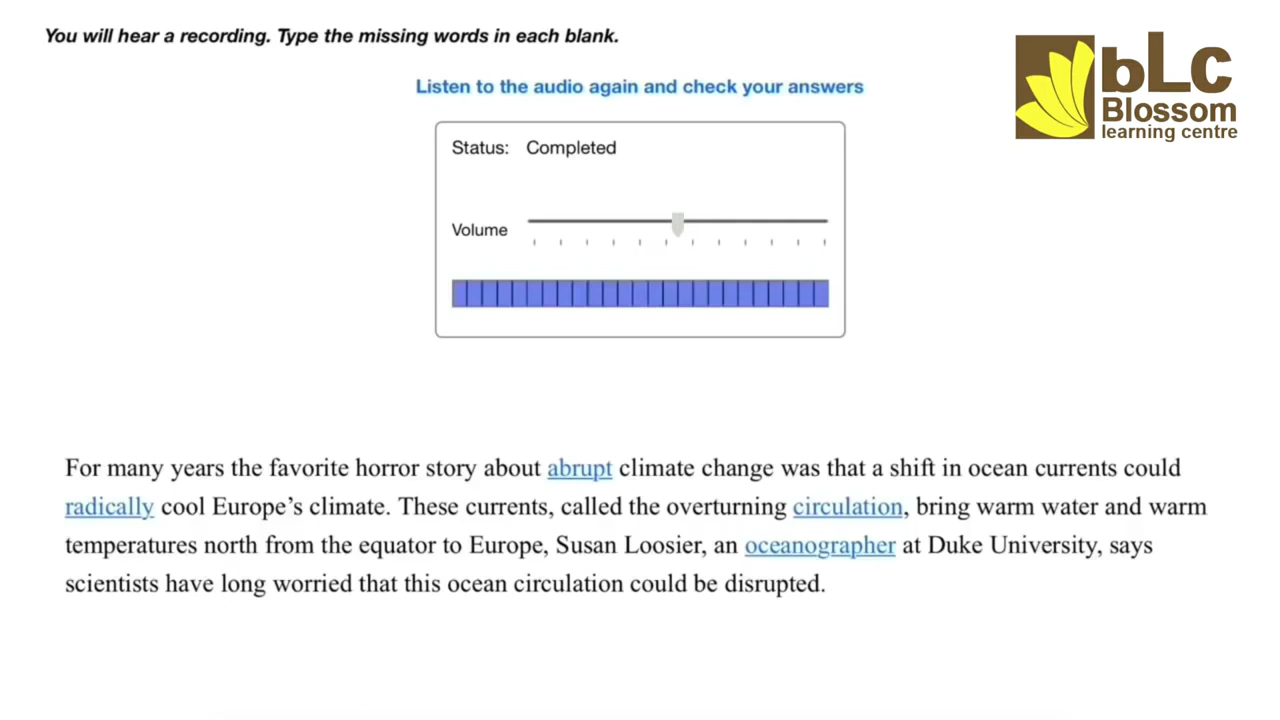 You will hear a recording. Type the missing words in each blank.
Listen to the audio again and check your answers
bLc
Blossom
learning centre
Status: Completed
Volume
For many years the favorite horror story about abrupt climate change was that a shift in ocean currents could
radically cool Europe's climate. These currents, called the overturning circulation, bring warm water and warm
temperatures north from the equator to Europe, Susan Loosier, an oceanographer at Duke University, says
scientists have long worried that this ocean circulation could be disrupted.